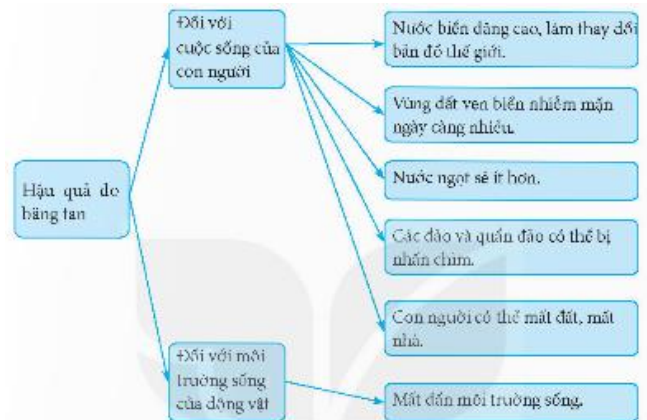 Hậu quả do
băng tan
Đối với
cuộc sống của
con người
Nước biển dâng cao, làm thay đổi
bản đồ thế giới.
Vùng đất ven biển nhiễm mặn
ngày càng nhiều.
Nước ngọt sẽ ít hơn.
Các đảo và quần đảo có thể bị
nhấn chìm.
Con người có thể mất đất, mất
nhà.
Đối với môi
trường sống
của động vật
Mất dần môi trường sống.